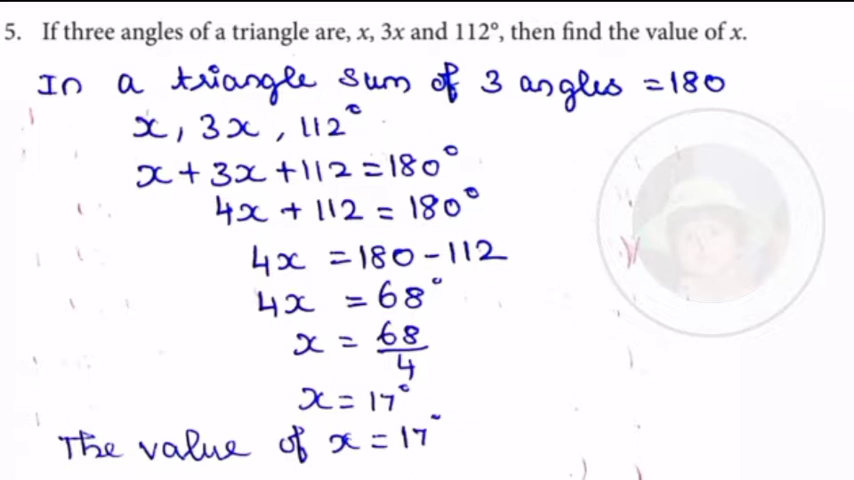 5. If three angles of a triangle are, x, 3x and 112°, then find the value of x.
In a triangle sum of 3 angles = 180
x, 3x, 112°
x + 3x + 112 = 180°
4x + 112 = 180°
4x = 180 - 112
4x = 68°
x = 68/4
x = 17°
The value of x = 17°